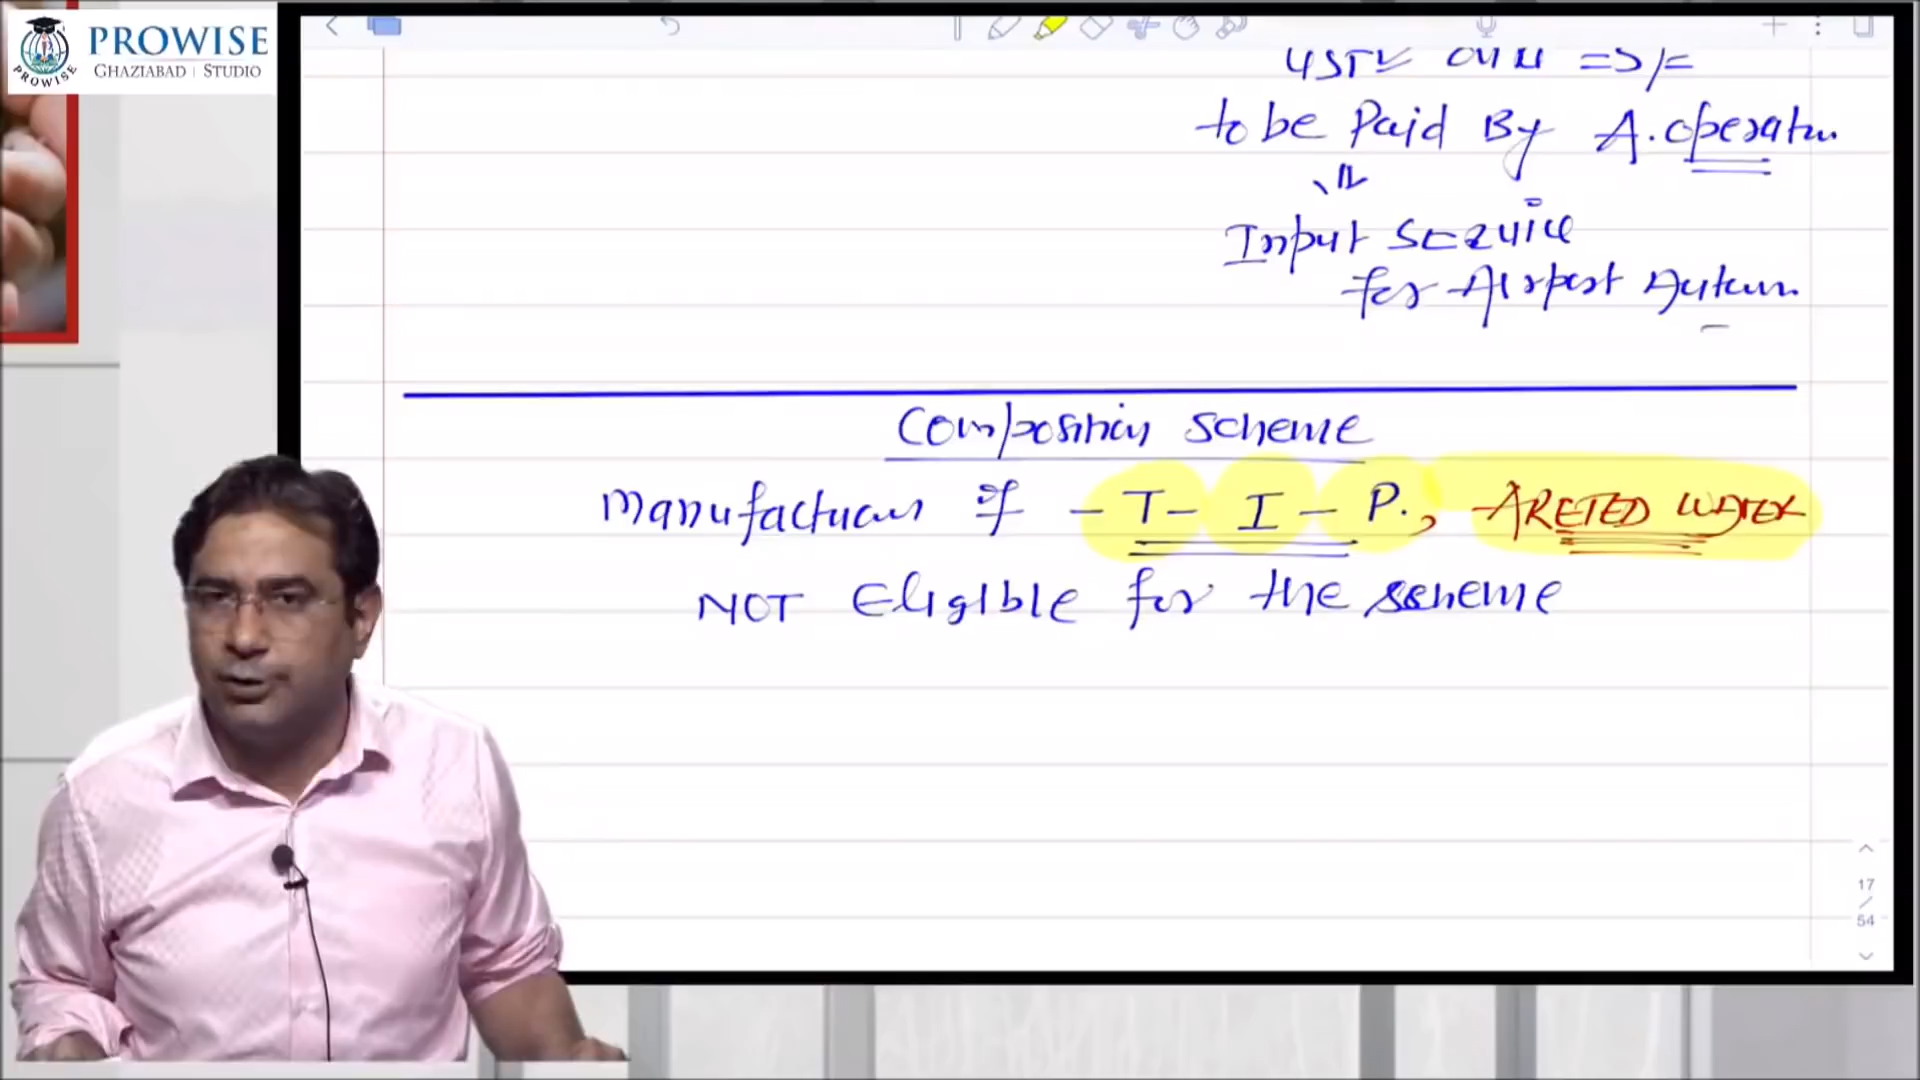 PROWISE
GHAZIABAD | STUDIO
PROWISE
to be Paid By A. operator
Input Service
for Airport
Composition scheme
Manufacturer of - T - I - P., ARETED WATER
NOT Eligible for the scheme
17
/
54